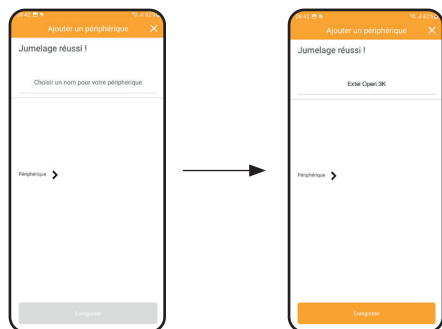 Ajouter un périphérique
Jumelage réussi !
Choisir un nom pour votre périphérique
Périphérique
Enregistrer
Ajouter un périphérique
Jumelage réussi !
Extel Open 3K
Périphérique
Enregistrer